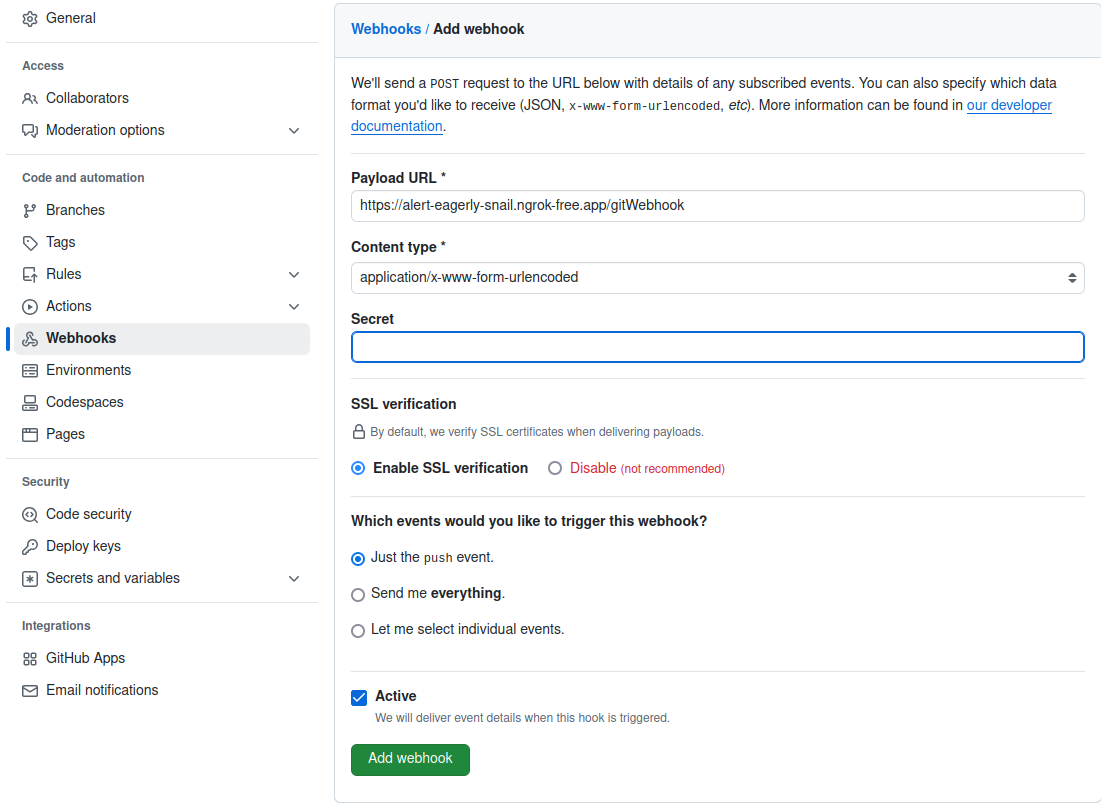 General
Access
Collaborators
Moderation options
Code and automation
Branches
Tags
Rules
Actions
Webhooks
Environments
Codespaces
Pages
Security
Code security
Deploy keys
Secrets and variables
Integrations
GitHub Apps
Email notifications
Webhooks / Add webhook
We'll send a POST request to the URL below with details of any subscribed events. You can also specify which data
format you'd like to receive (JSON, x-www-form-urlencoded, etc). More information can be found in our developer
documentation.
Payload URL *
https://alert-eagerly-snail.ngrok-free.app/gitWebhook
Content type *
application/x-www-form-urlencoded
Secret
SSL verification
By default, we verify SSL certificates when delivering payloads.
Enable SSL verification Disable (not recommended)
Which events would you like to trigger this webhook?
Just the push event.
Send me everything.
Let me select individual events.
Active
We will deliver event details when this hook is triggered.
Add webhook